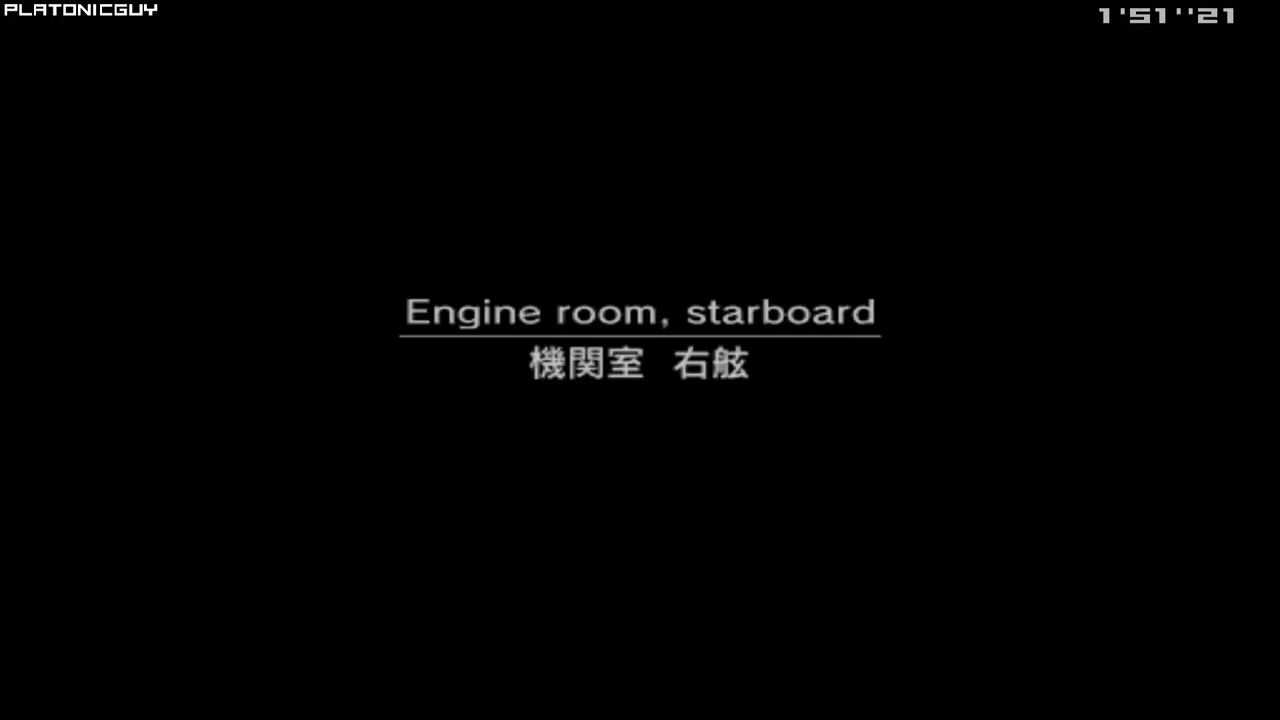 PLATONICGUY
1'51''21
Engine room, starboard
機関室 右舷